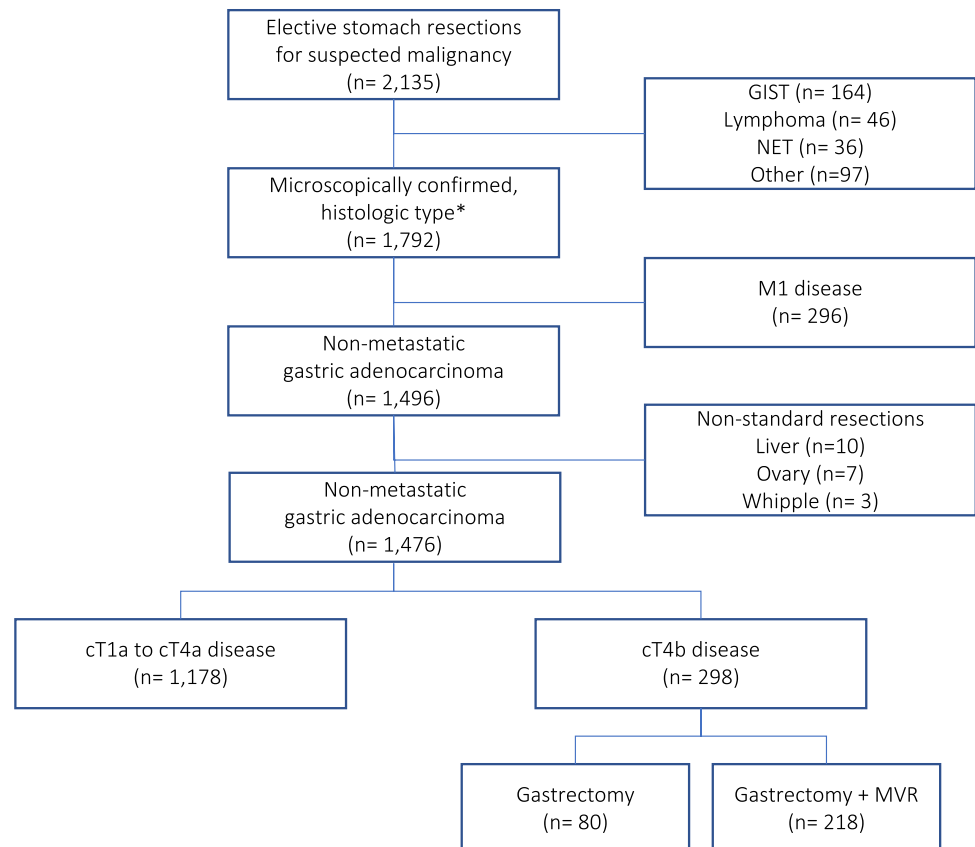 Elective stomach resections
for suspected malignancy
(n= 2,135)
GIST (n= 164)
Lymphoma (n= 46)
NET (n= 36)
Other (n=97)
Microscopically confirmed,
histologic type*
(n= 1,792)
M1 disease
(n= 296)
Non-metastatic
gastric adenocarcinoma
(n= 1,496)
Non-standard resections
Liver (n=10)
Ovary (n=7)
Whipple (n= 3)
Non-metastatic
gastric adenocarcinoma
(n= 1,476)
cT1a to cT4a disease
(n= 1,178)
cT4b disease
(n= 298)
Gastrectomy
(n= 80)
Gastrectomy + MVR
(n= 218)